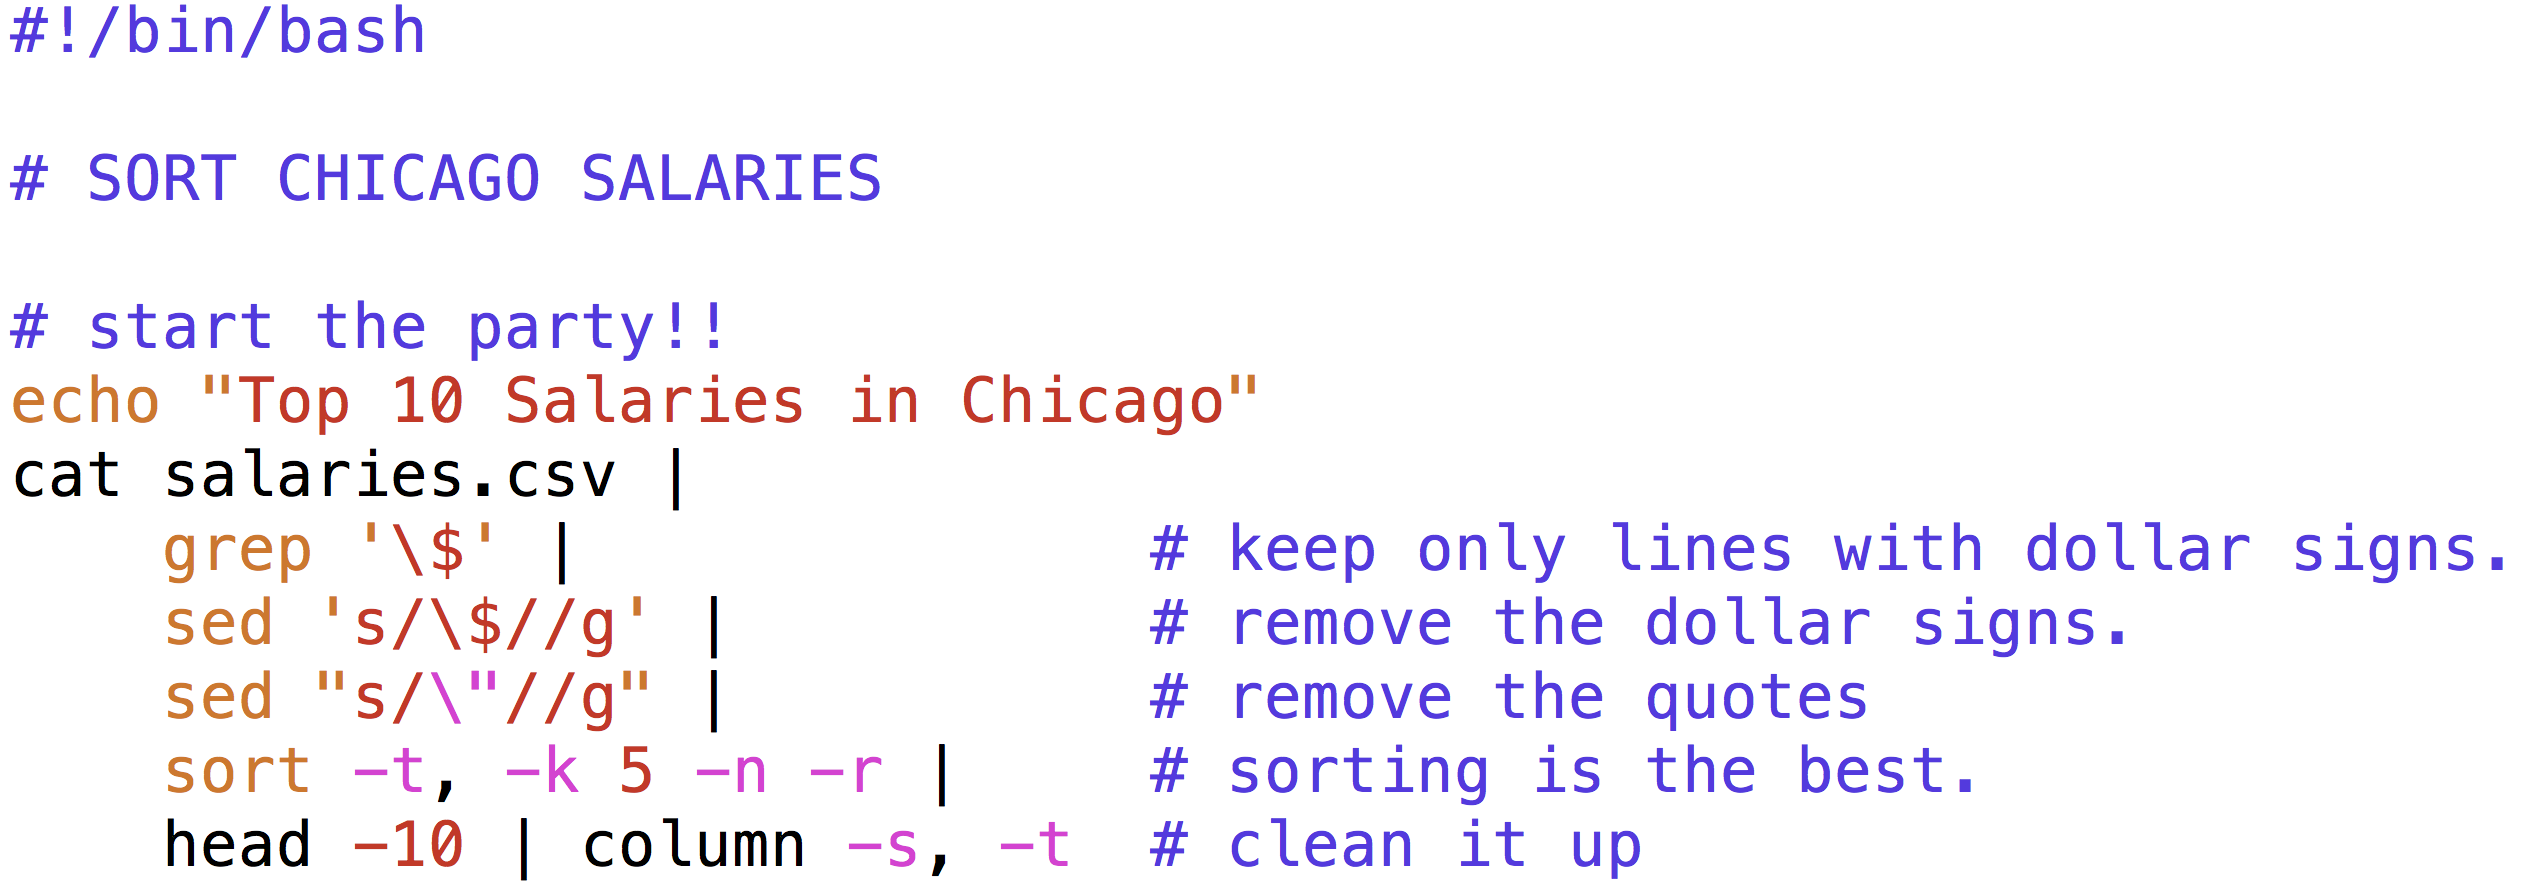 #!/bin/bash
# SORT CHICAGO SALARIES
# start the party!!
echo "Top 10 Salaries in Chicago"
cat salaries.csv |
    grep '\$' |               # keep only lines with dollar signs.
    sed 's/\$//g' |           # remove the dollar signs.
    sed "s/\"//g" |           # remove the quotes
    sort -t, -k 5 -n -r |     # sorting is the best.
    head -10 | column -s, -t  # clean it up